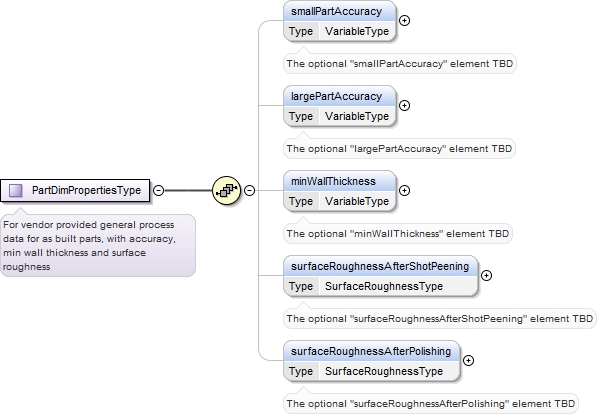 smallPartAccuracy
Type VariableType
The optional "smallPartAccuracy" element TBD
largePartAccuracy
Type VariableType
The optional "largePartAccuracy" element TBD
PartDimPropertiesType
For vendor provided general process
data for as built parts, with accuracy,
min wall thickness and surface
roughness
minWallThickness
Type VariableType
The optional "minWallThickness" element TBD
surfaceRoughnessAfterShotPeening
Type SurfaceRoughnessType
The optional "surfaceRoughnessAfterShotPeening" element TBD
surfaceRoughnessAfterPolishing
Type SurfaceRoughnessType
The optional "surfaceRoughnessAfterPolishing" element TBD